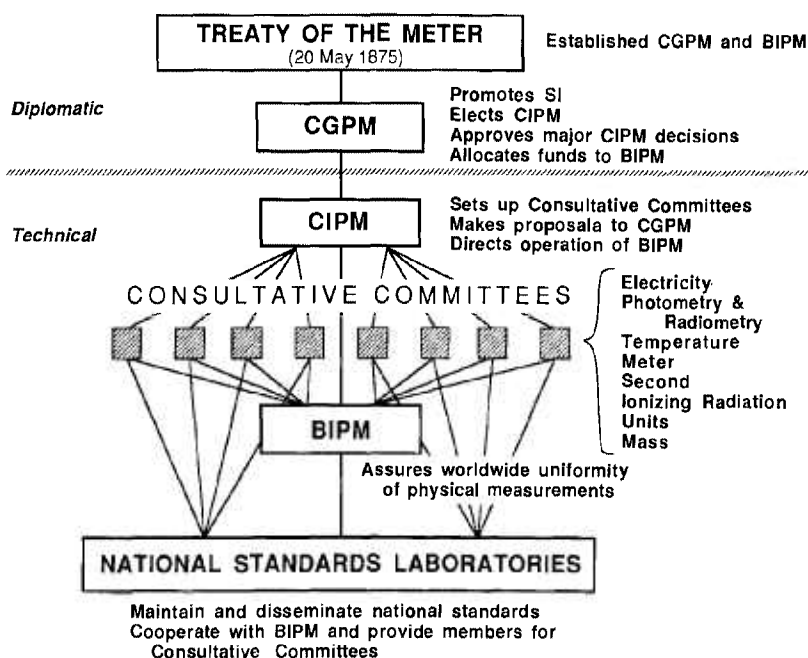 TREATY OF THE METER
(20 May 1875)
Established CGPM and BIPM
Diplomatic
CGPM
Promotes SI
Elects CIPM
Approves major CIPM decisions
Allocates funds to BIPM
Technical
CIPM
Sets up Consultative Committees
Makes proposala to CGPM
Directs operation of BIPM
CONSULTATIVE COMMITTEES
Electricity
Photometry &
Radiometry
Temperature
Meter
Second
Ionizing Radiation
Units
Mass
BIPM
Assures worldwide uniformity
of physical measurements
NATIONAL STANDARDS LABORATORIES
Maintain and disseminate national standards
Cooperate with BIPM and provide members for
Consultative Committees